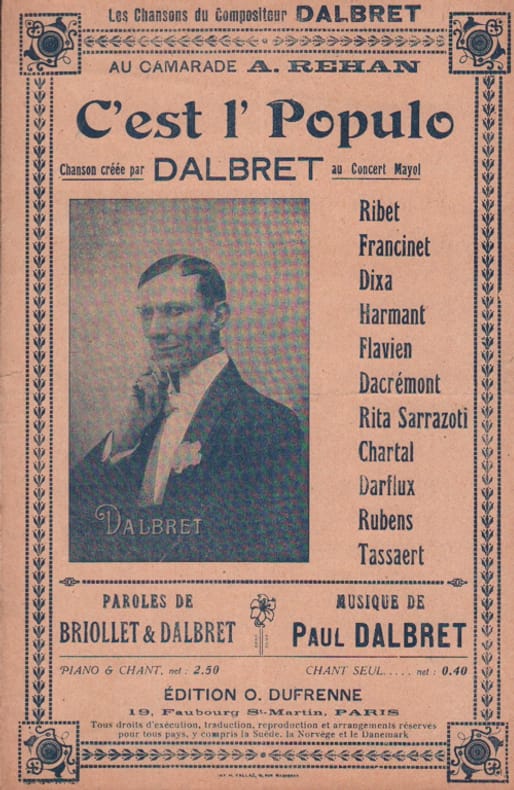 Les Chansons du Compositeur DALBRET
AU CAMARADE A. REHAN
C'est l' Populo
Chanson créée par DALBRET au Concert Mayol
Ribet
Francinet
Dixa
Harmant
Flavien
Dacrémont
Rita Sarrazoti
Chartal
Darflux
Rubens
Tassaert
DALBRET
PAROLES DE
BRIOLLET & DALBRET
MUSIQUE DE
PAUL DALBRET
PIANO & CHANT, net : 2.50
CHANT SEUL..... net : 0.40
ÉDITION O. DUFRENNE
19, Faubourg St-Martin, PARIS
Tous droits d'exécution, traduction, reproduction et arrangements réservés
pour tous pays, y compris la Suède, la Norvège et le Danemark